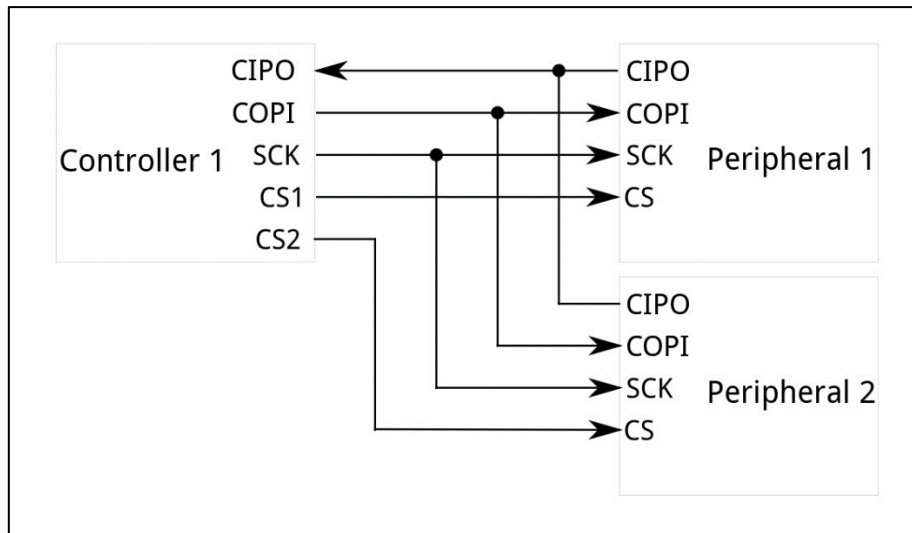 CIPO
COPI
Controller 1
SCK
CS1
CS2
CIPO
COPI
SCK
Peripheral 1
CS
CIPO
COPI
SCK
Peripheral 2
CS